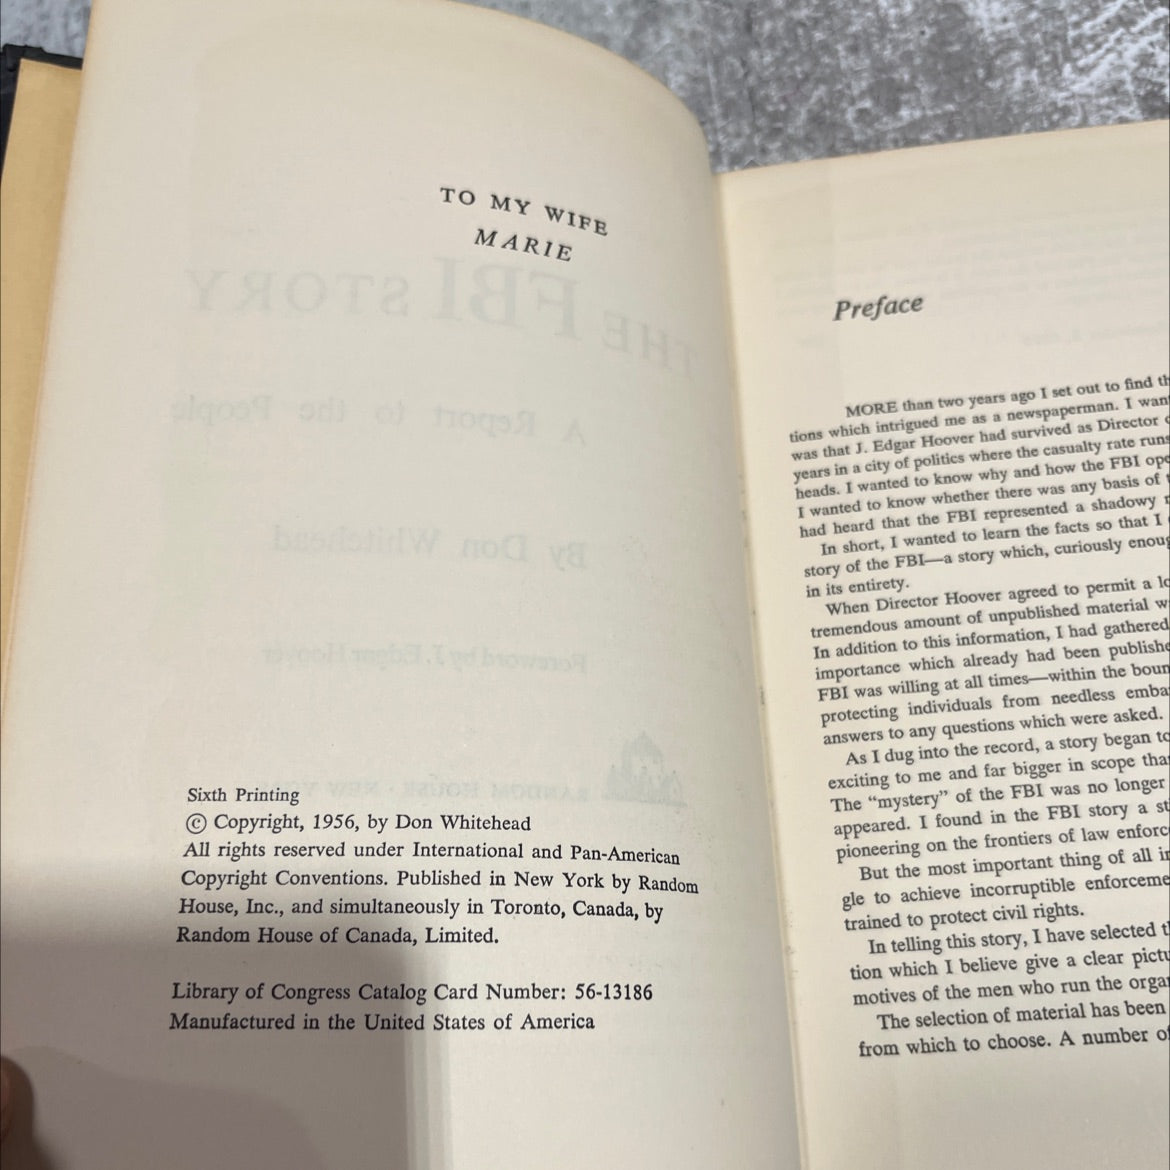 TO MY WIFE
MARIE
Sixth Printing
© Copyright, 1956, by Don Whitehead
All rights reserved under International and Pan-American
Copyright Conventions. Published in New York by Random
House, Inc., and simultaneously in Toronto, Canada, by
Random House of Canada, Limited.
Library of Congress Catalog Card Number: 56-13186
Manufactured in the United States of America
Preface
MORE than two years ago I set out to find
tions which intrigued me as a newspaperman. I
was that J. Edgar Hoover had survived as Director
years in a city of politics where the casualty rate runs
heads. I wanted to know why and how the FBI
I wanted to know whether there was any basis of
had heard that the FBI represented a shadowy
In short, I wanted to learn the facts so that I
story of the FBI—a story which, curiously
in its entirety.
When Director Hoover agreed to permit a
tremendous amount of unpublished material
In addition to this information, I had gathered
importance which already had been
FBI was willing at all times—within the
protecting individuals from needless
answers to any questions which were asked.
As I dug into the record, a story began
exciting to me and far bigger in scope
The “mystery” of the FBI was no longer
appeared. I found in the FBI story a
pioneering on the frontiers of law
But the most important thing of all
gle to achieve incorruptible
trained to protect civil rights.
In telling this story, I have selected
tion which I believe give a clear
motives of the men who run the
The selection of material has been
from which to choose. A number